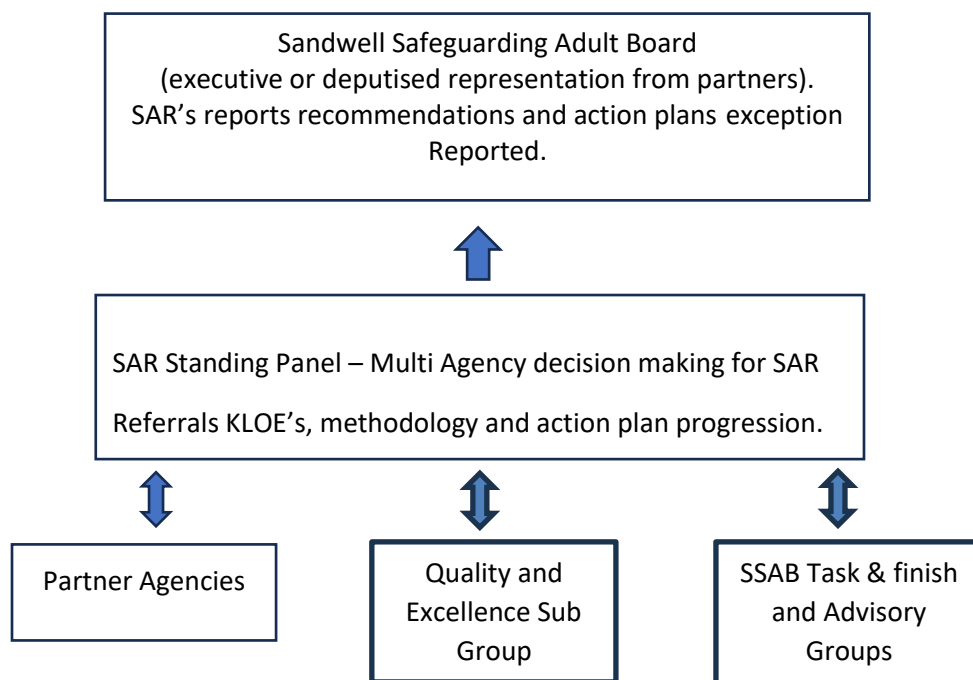 Sandwell Safeguarding Adult Board
(executive or deputised representation from partners).
SAR’s reports recommendations and action plans exception
Reported.
SAR Standing Panel – Multi Agency decision making for SAR
Referrals KLOE’s, methodology and action plan progression.
Partner Agencies
Quality and
Excellence Sub
Group
SSAB Task & finish
and Advisory
Groups